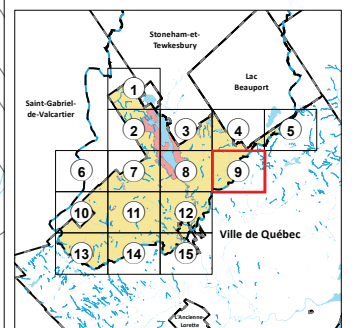 Stoneham-et-
Tewkesbury
Lac
Beauport
Saint-Gabriel-
de-Valcartier
1
2
3
4
5
6
7
8
9
10
11
12
Ville de Québec
13
14
15
L'Ancienne
Lorette